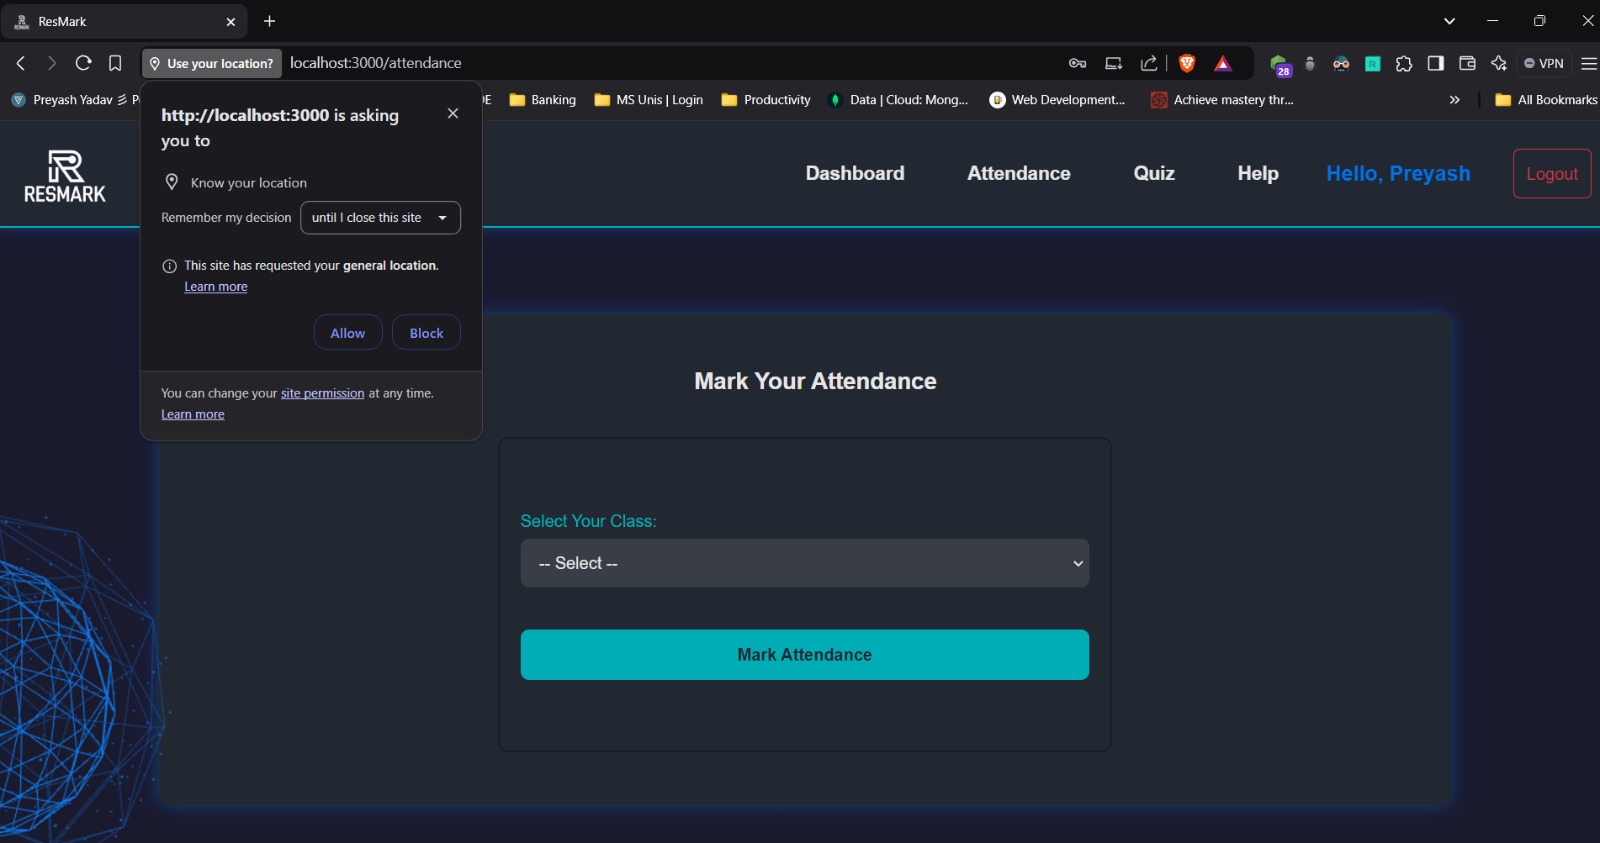 ResMark
Use your location? localhost:3000/attendance
28
VPN
Preyash Yadav
Banking
MS Unis | Login
Productivity
Data | Cloud: Mong...
Web Development...
Achieve mastery thr...
»
All Bookmarks
http://localhost:3000 is asking
you to
Know your location
Remember my decision until I close this site
This site has requested your general location.
Learn more
Allow Block
You can change your site permission at any time.
Learn more
RESMARK
Dashboard Attendance Quiz Help Hello, Preyash Logout
Mark Your Attendance
Select Your Class:
-- Select --
Mark Attendance